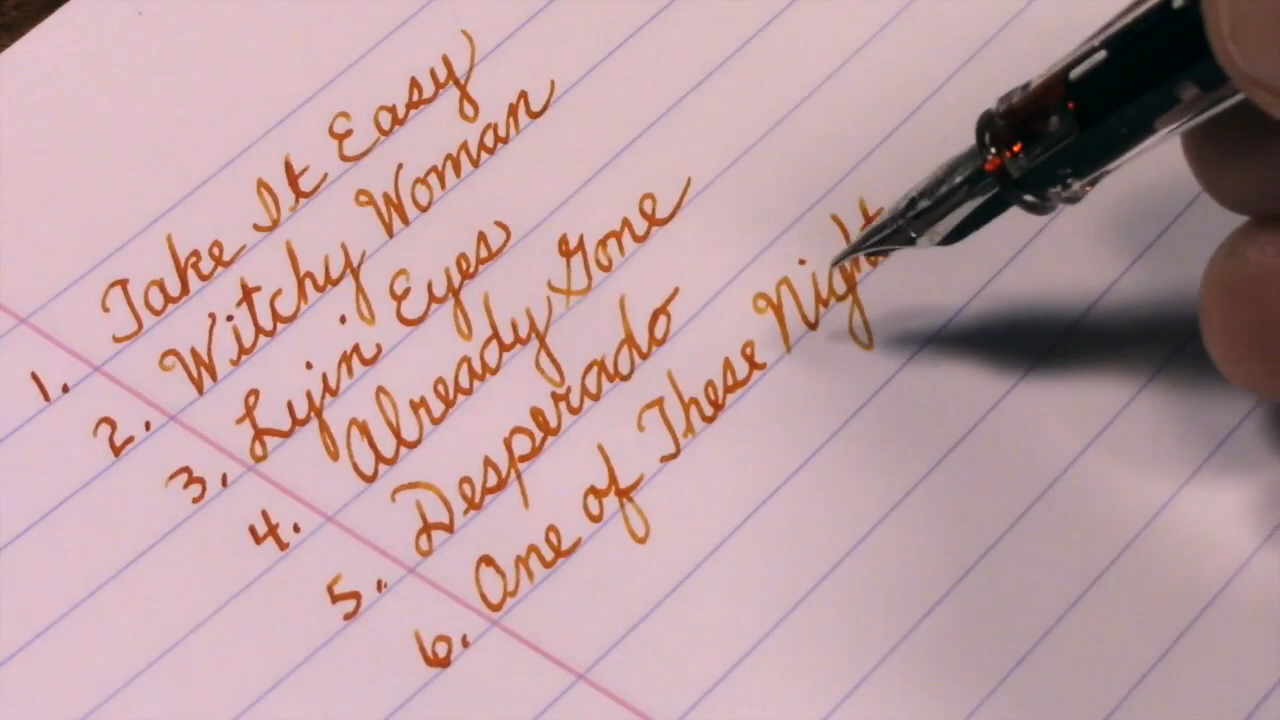 1. Take It Easy
2. Witchy Woman
3. Lyin Eyes
4. Already Gone
5. Desperado
6. One of These Night